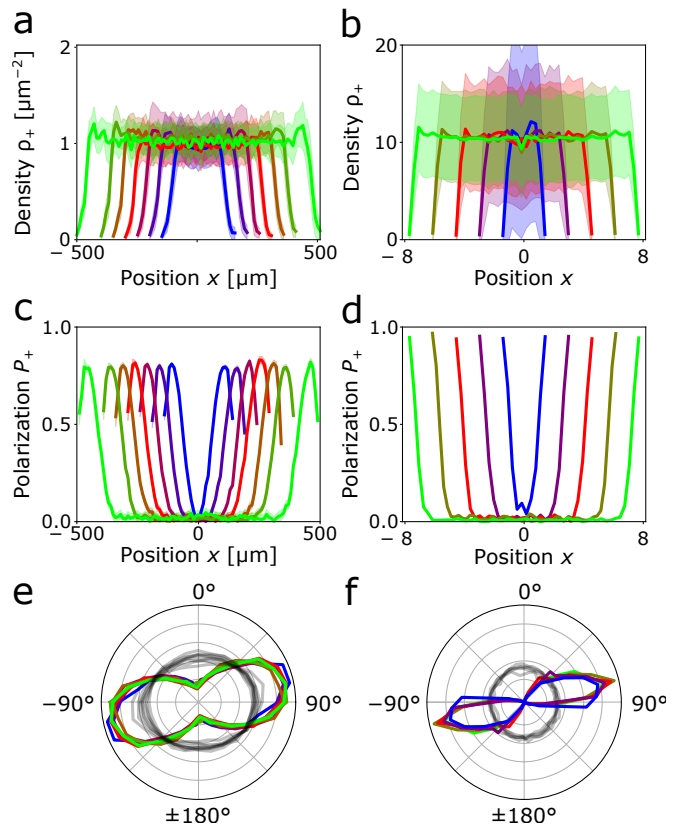 a
2
1
0
Density ρ₊ [µm⁻²]
−500
0
500
Position x [µm]
b
20
10
0
Density ρ₊
−8
0
8
Position x
c
1.0
0.5
0.0
Polarization P₊
−500
0
500
Position x [µm]
d
1.0
0.5
0.0
Polarization P₊
−8
0
8
Position x
e
0°
−90°
90°
±180°
f
0°
−90°
90°
±180°